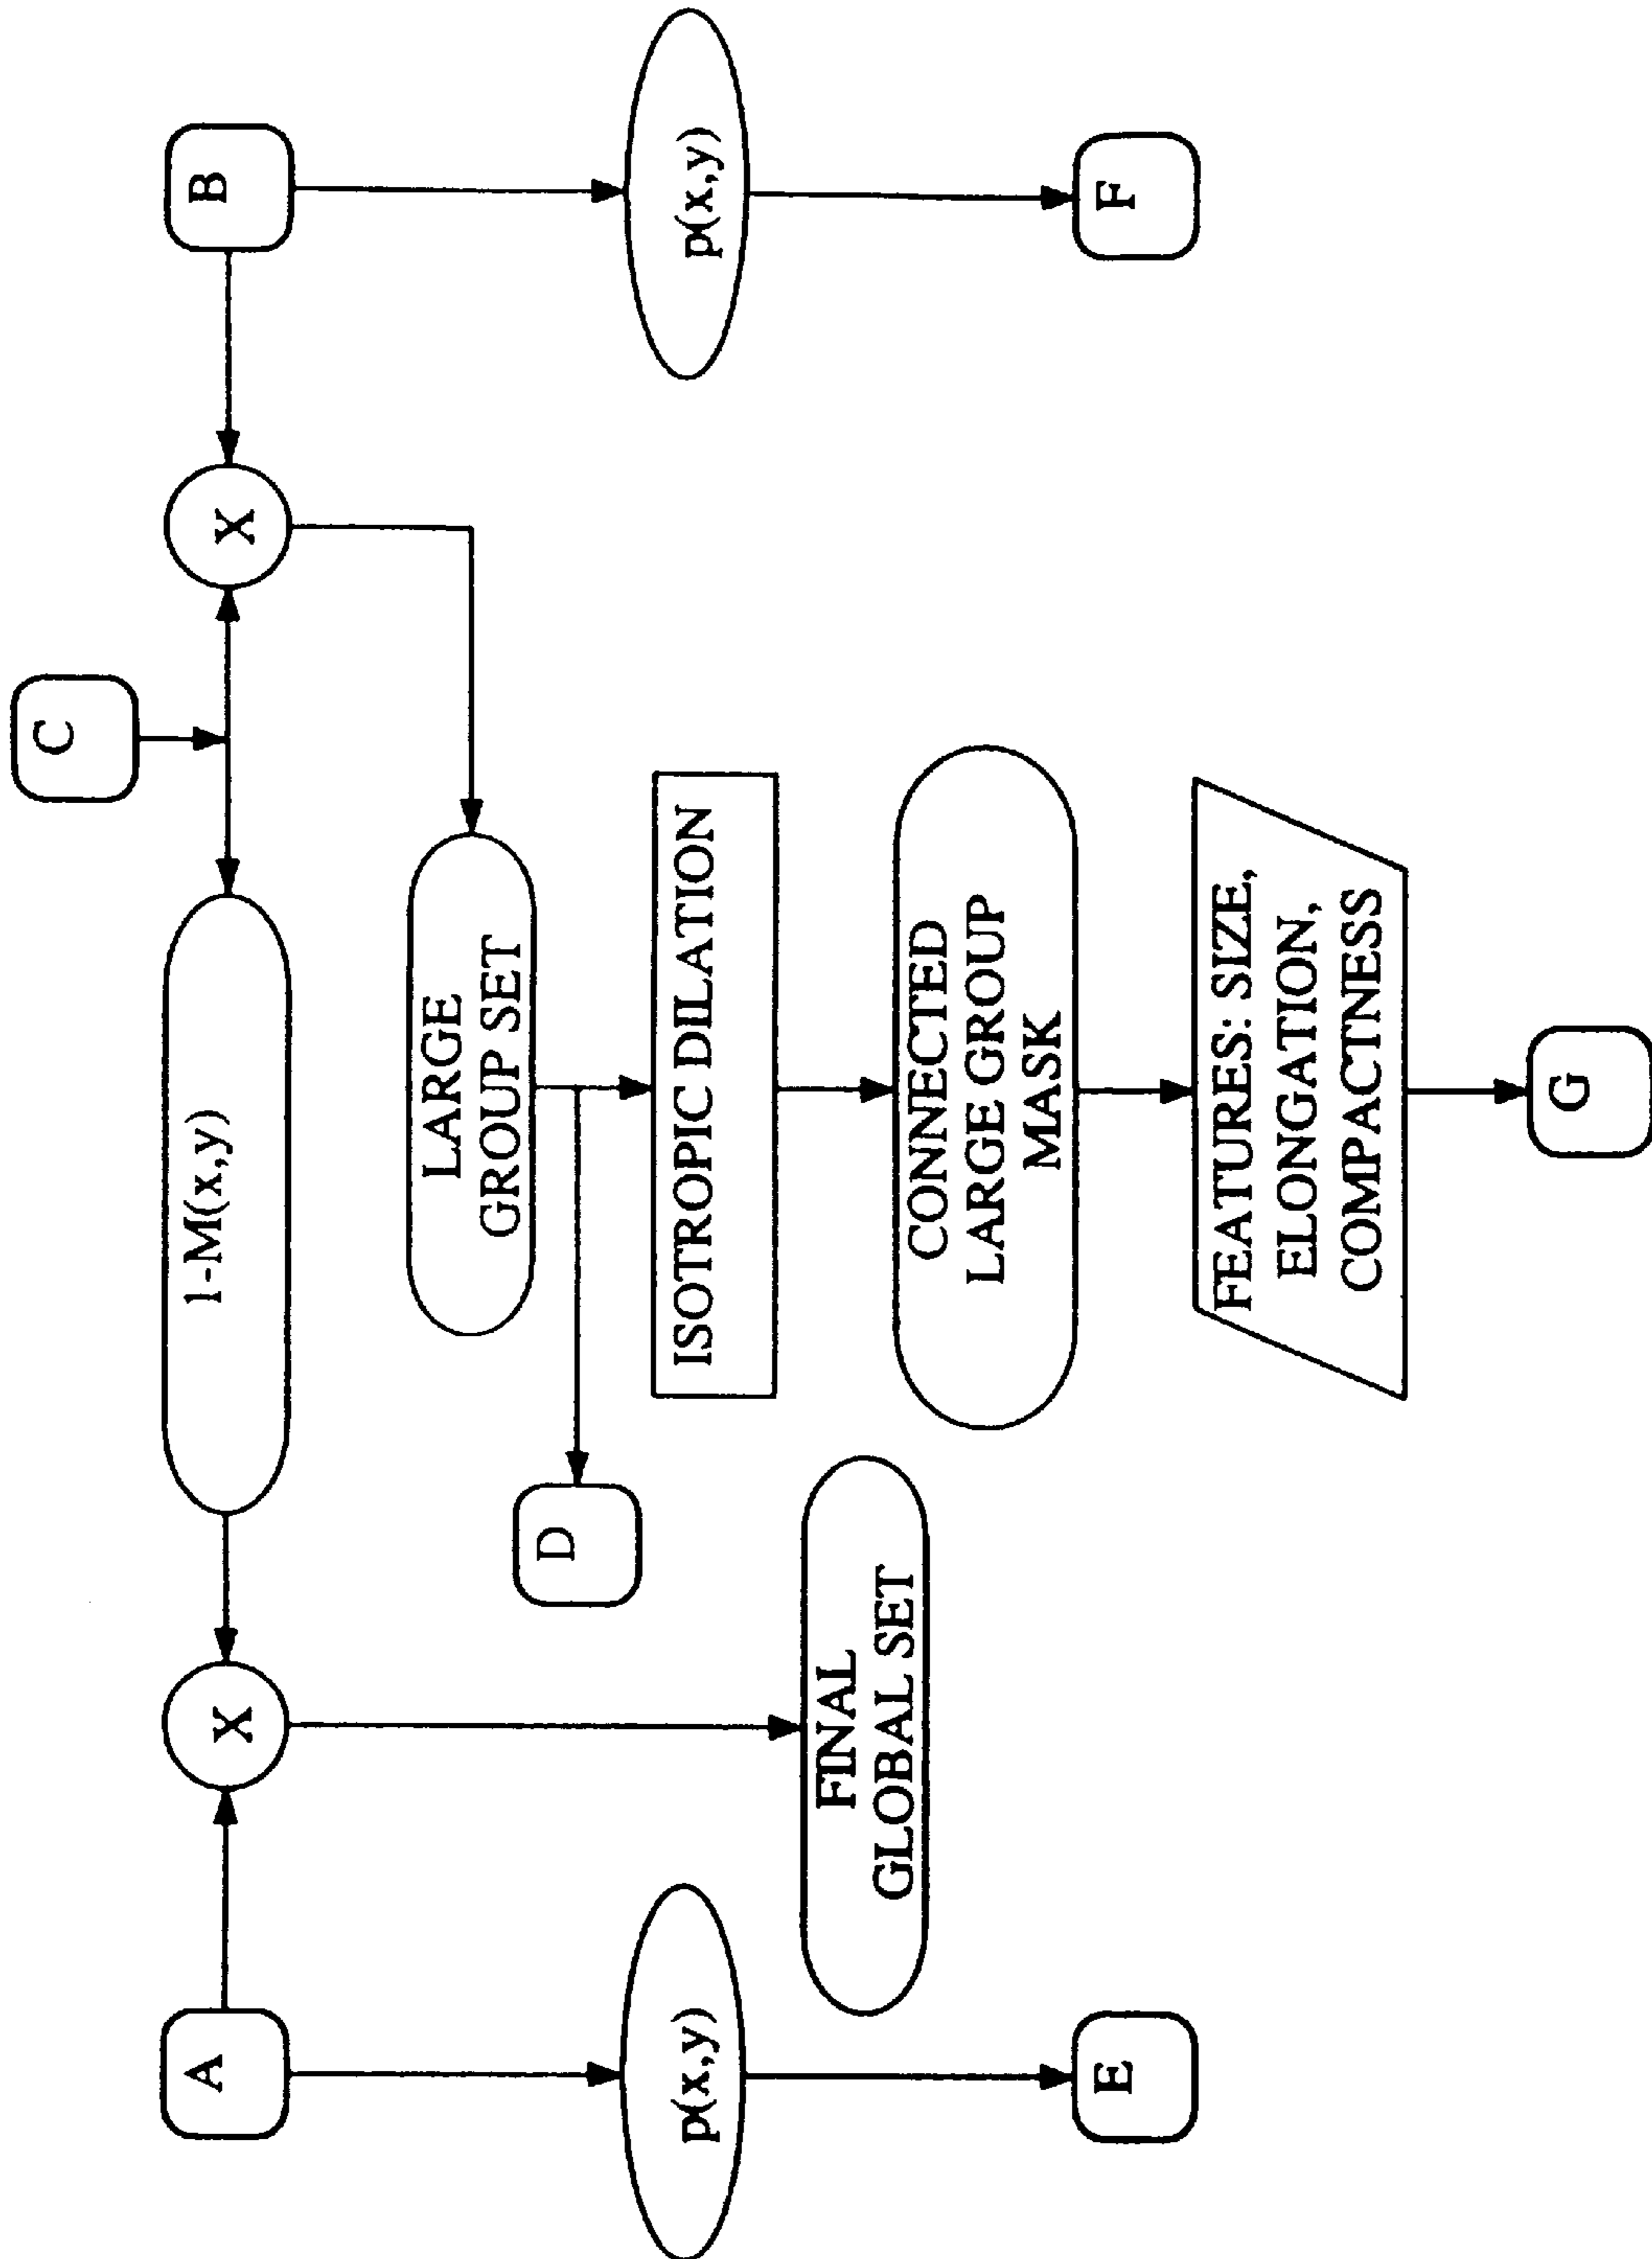 C
A
X
1-M(x,y)
X
B
LARGE
GROUP SET
D
p(x,y)
ISOTROPIC DILATION
p(x,y)
FINAL
GLOBAL SET
CONNECTED
LARGE GROUP
MASK
E
F
FEATURES: SIZE,
ELONGATION,
COMPACTNESS
G